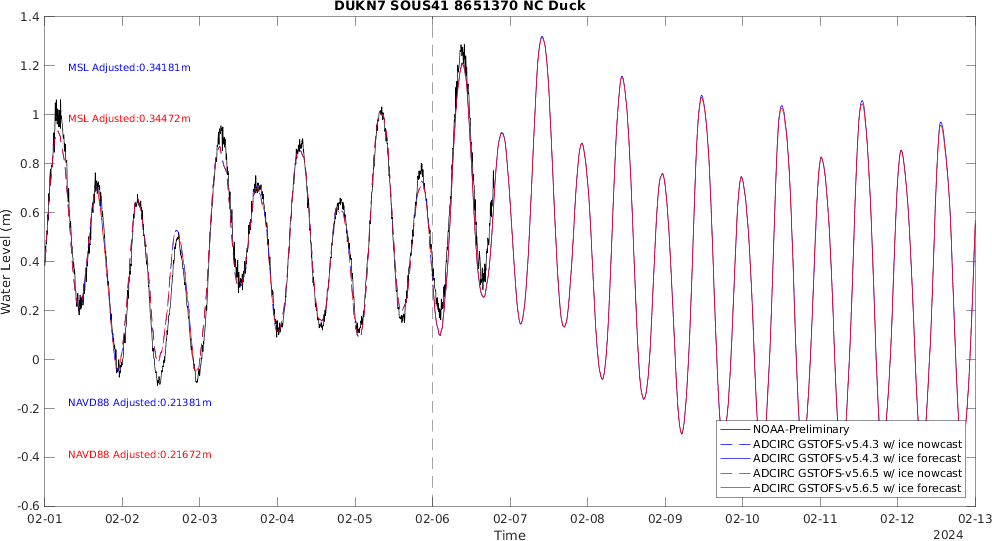 DUKN7 SOUS41 8651370 NC Duck
1.4
1.2
1
0.8
0.6
0.4
0.2
0
-0.2
-0.4
-0.6
Water Level (m)
MSL Adjusted:0.34181m
MSL Adjusted:0.34472m
NAVD88 Adjusted:0.21381m
NAVD88 Adjusted:0.21672m
NOAA-Preliminary
ADCIRC GSTOFS-v5.4.3 w/ ice nowcast
ADCIRC GSTOFS-v5.4.3 w/ ice forecast
ADCIRC GSTOFS-v5.6.5 w/ ice nowcast
ADCIRC GSTOFS-v5.6.5 w/ ice forecast
02-01 02-02 02-03 02-04 02-05 02-06 02-07 02-08 02-09 02-10 02-11 02-12 02-13
Time
2024